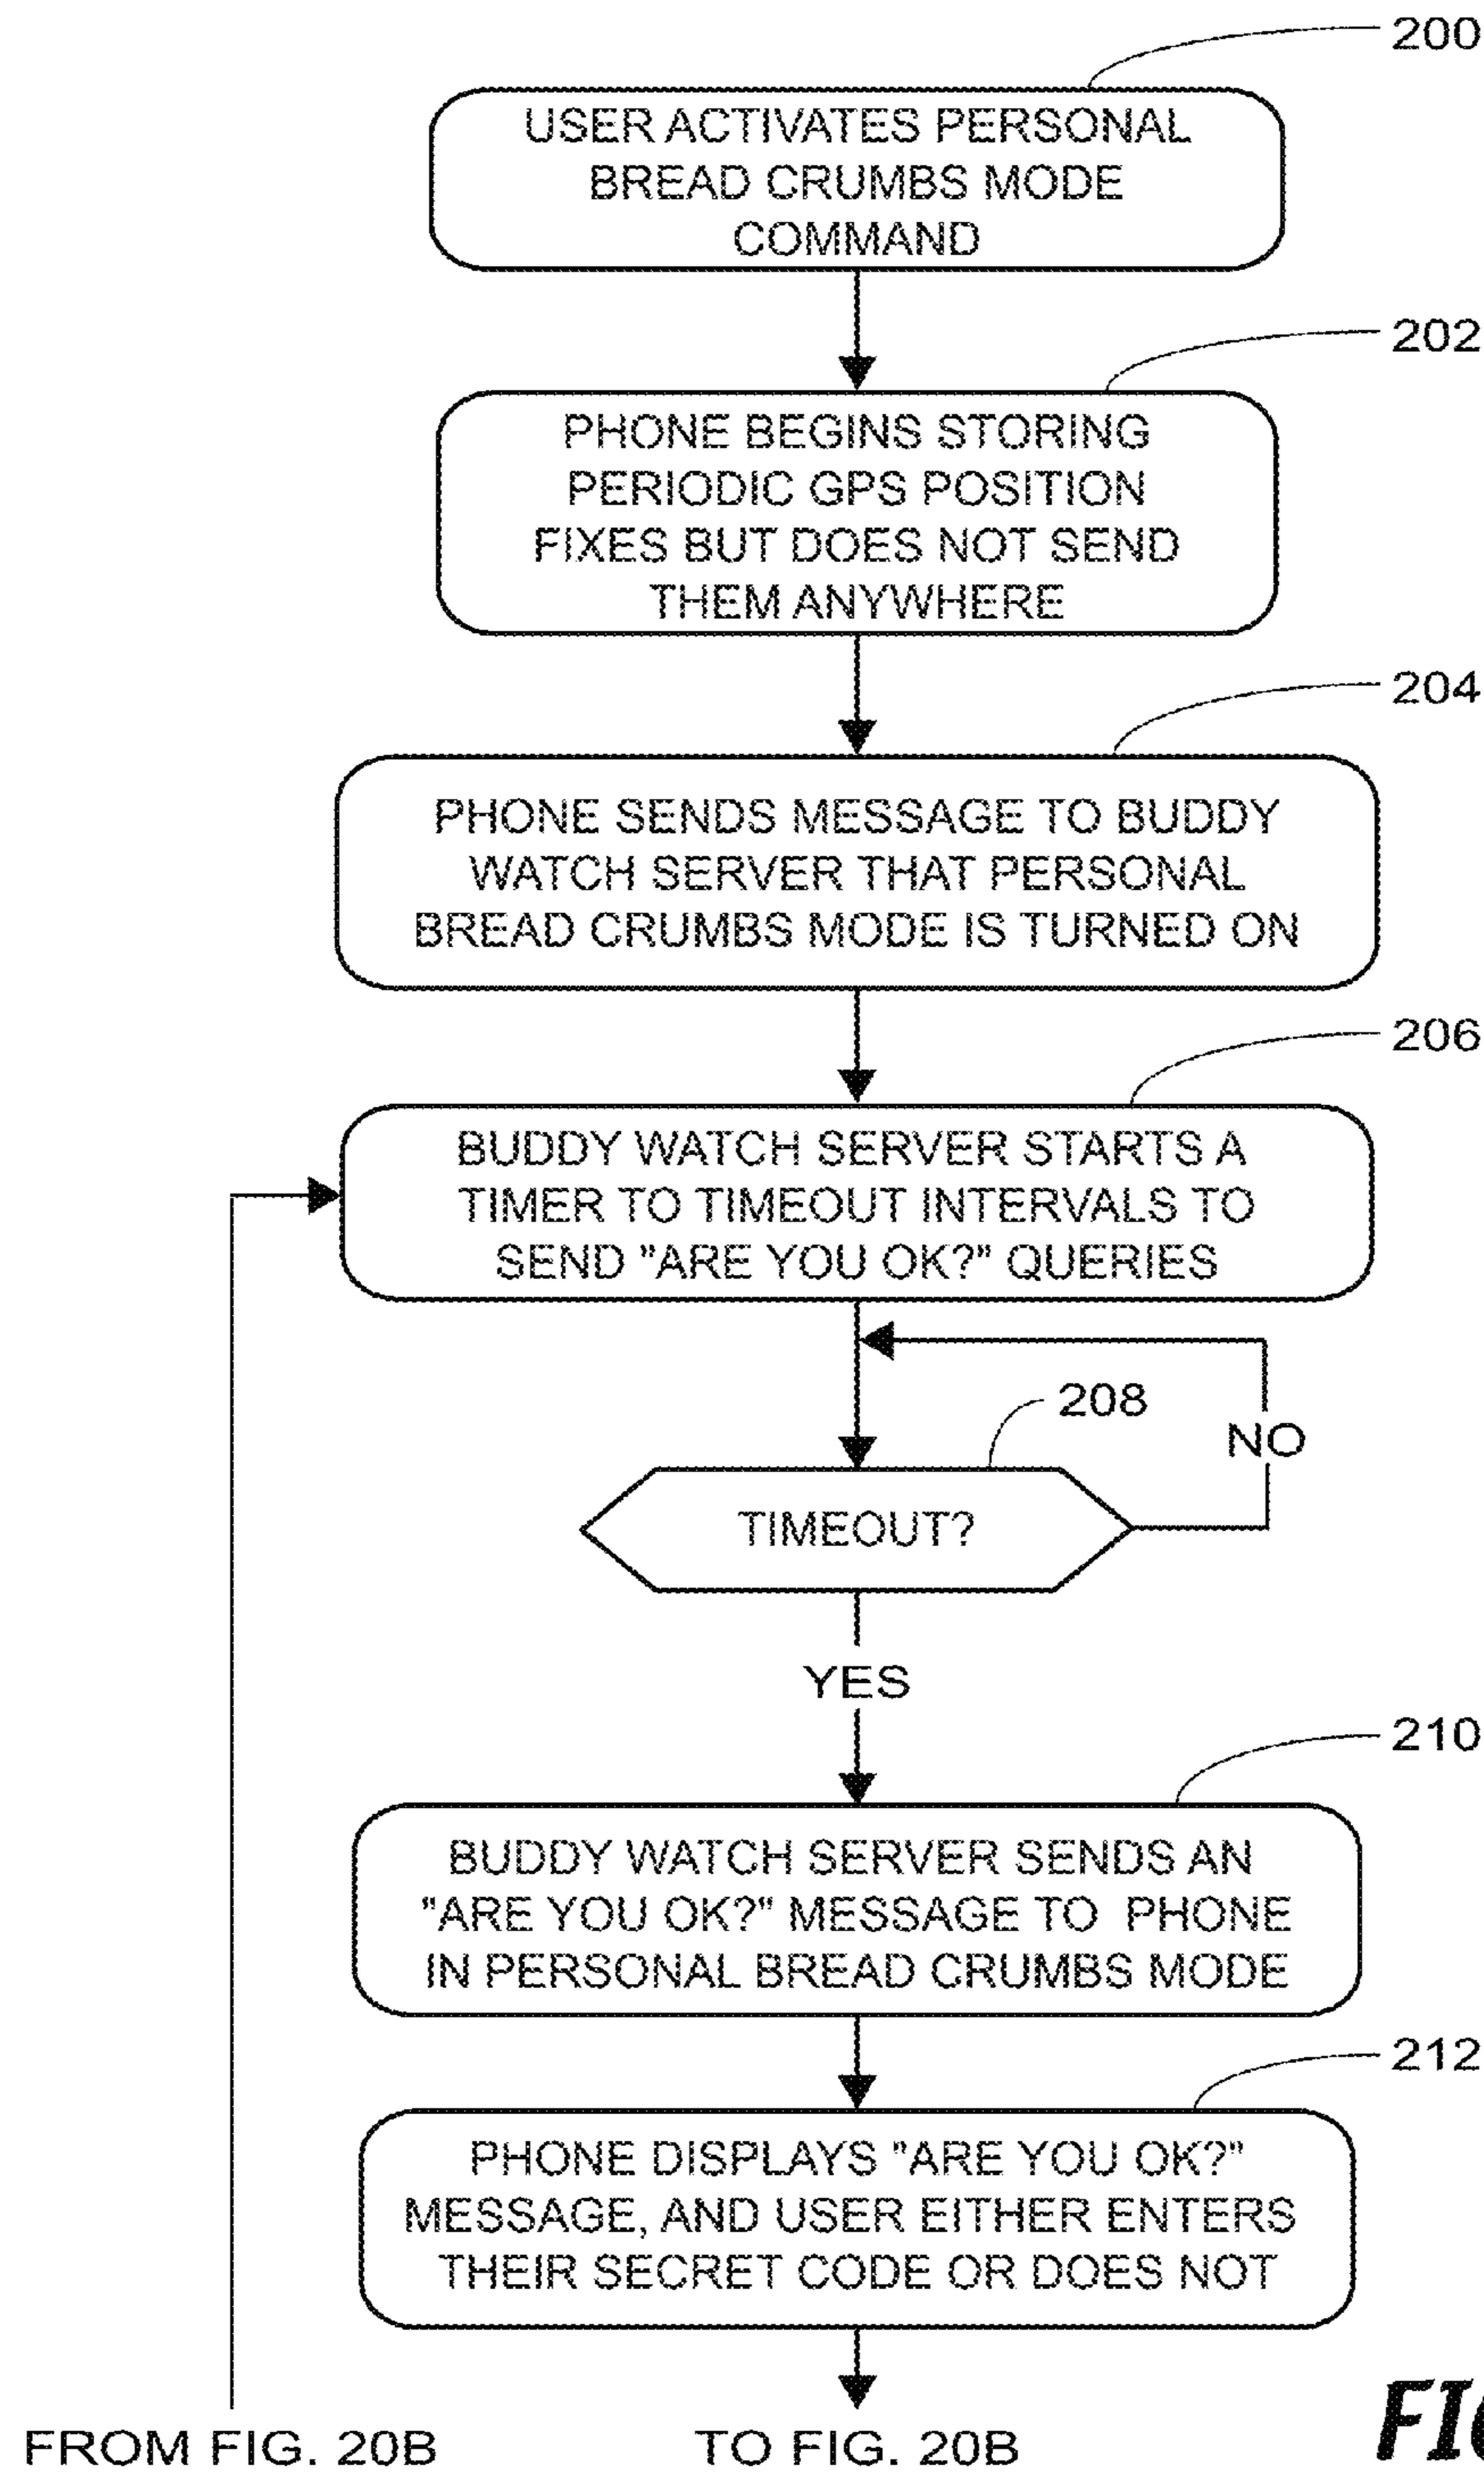 200
USER ACTIVATES PERSONAL
BREAD CRUMBS MODE
COMMAND
202
PHONE BEGINS STORING
PERIODIC GPS POSITION
FIXES BUT DOES NOT SEND
THEM ANYWHERE
204
PHONE SENDS MESSAGE TO BUDDY
WATCH SERVER THAT PERSONAL
BREAD CRUMBS MODE IS TURNED ON
206
BUDDY WATCH SERVER STARTS A
TIMER TO TIMEOUT INTERVALS TO
SEND "ARE YOU OK?" QUERIES
208
NO
TIMEOUT?
YES
210
BUDDY WATCH SERVER SENDS AN
"ARE YOU OK?" MESSAGE TO PHONE
IN PERSONAL BREAD CRUMBS MODE
212
PHONE DISPLAYS "ARE YOU OK?"
MESSAGE, AND USER EITHER ENTERS
THEIR SECRET CODE OR DOES NOT
FROM FIG. 20B
TO FIG. 20B